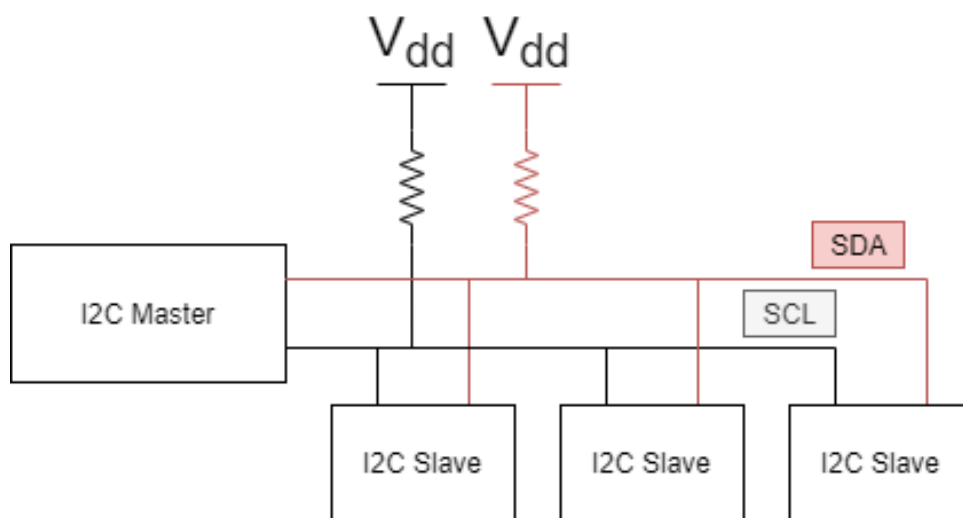 Vdd Vdd
SDA
I2C Master
SCL
I2C Slave I2C Slave I2C Slave